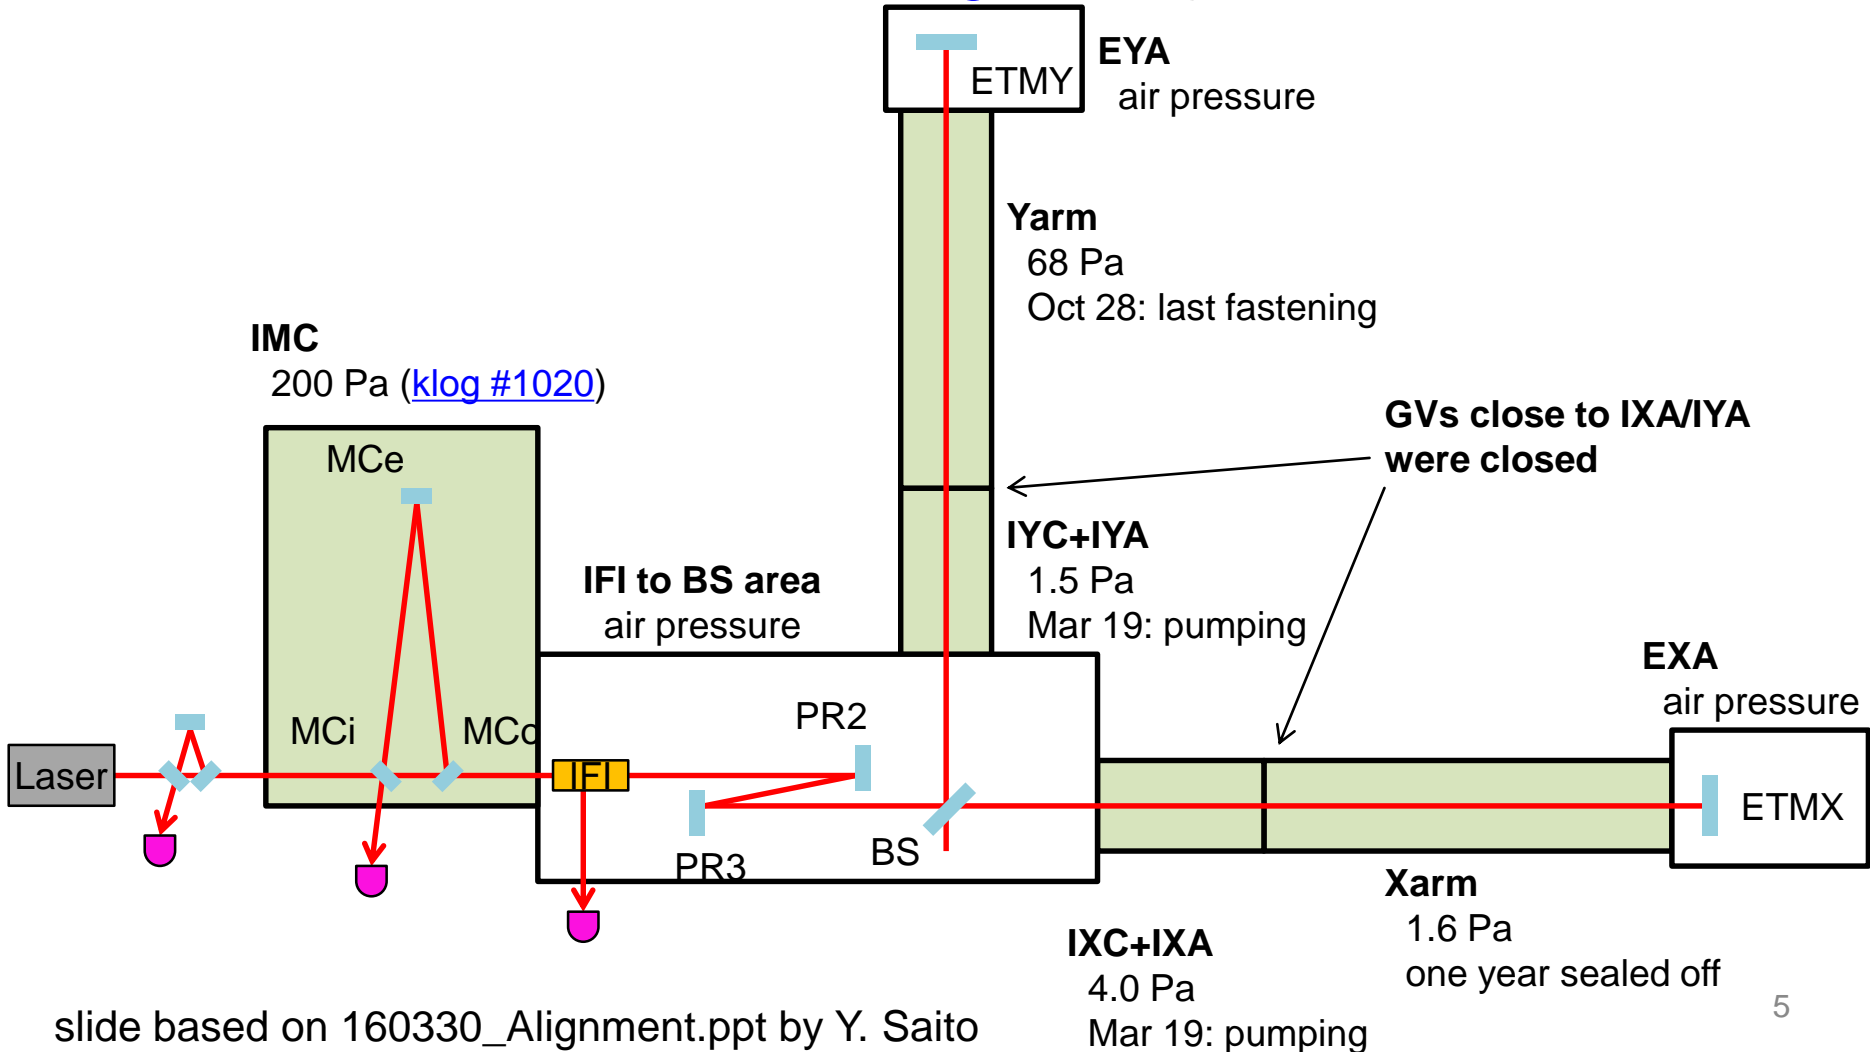 EYA
air pressure
ETMY
Yarm
68 Pa
Oct 28: last fastening
IMC
200 Pa (klog #1020)
GVs close to IXA/IYA
were closed
MCe
IYC+IYA
1.5 Pa
Mar 19: pumping
IFI to BS area
air pressure
EXA
air pressure
MCi
MCo
PR2
Laser
IFI
ETMX
PR3
BS
Xarm
1.6 Pa
one year sealed off
IXC+IXA
4.0 Pa
Mar 19: pumping
slide based on 160330_Alignment.ppt by Y. Saito
5